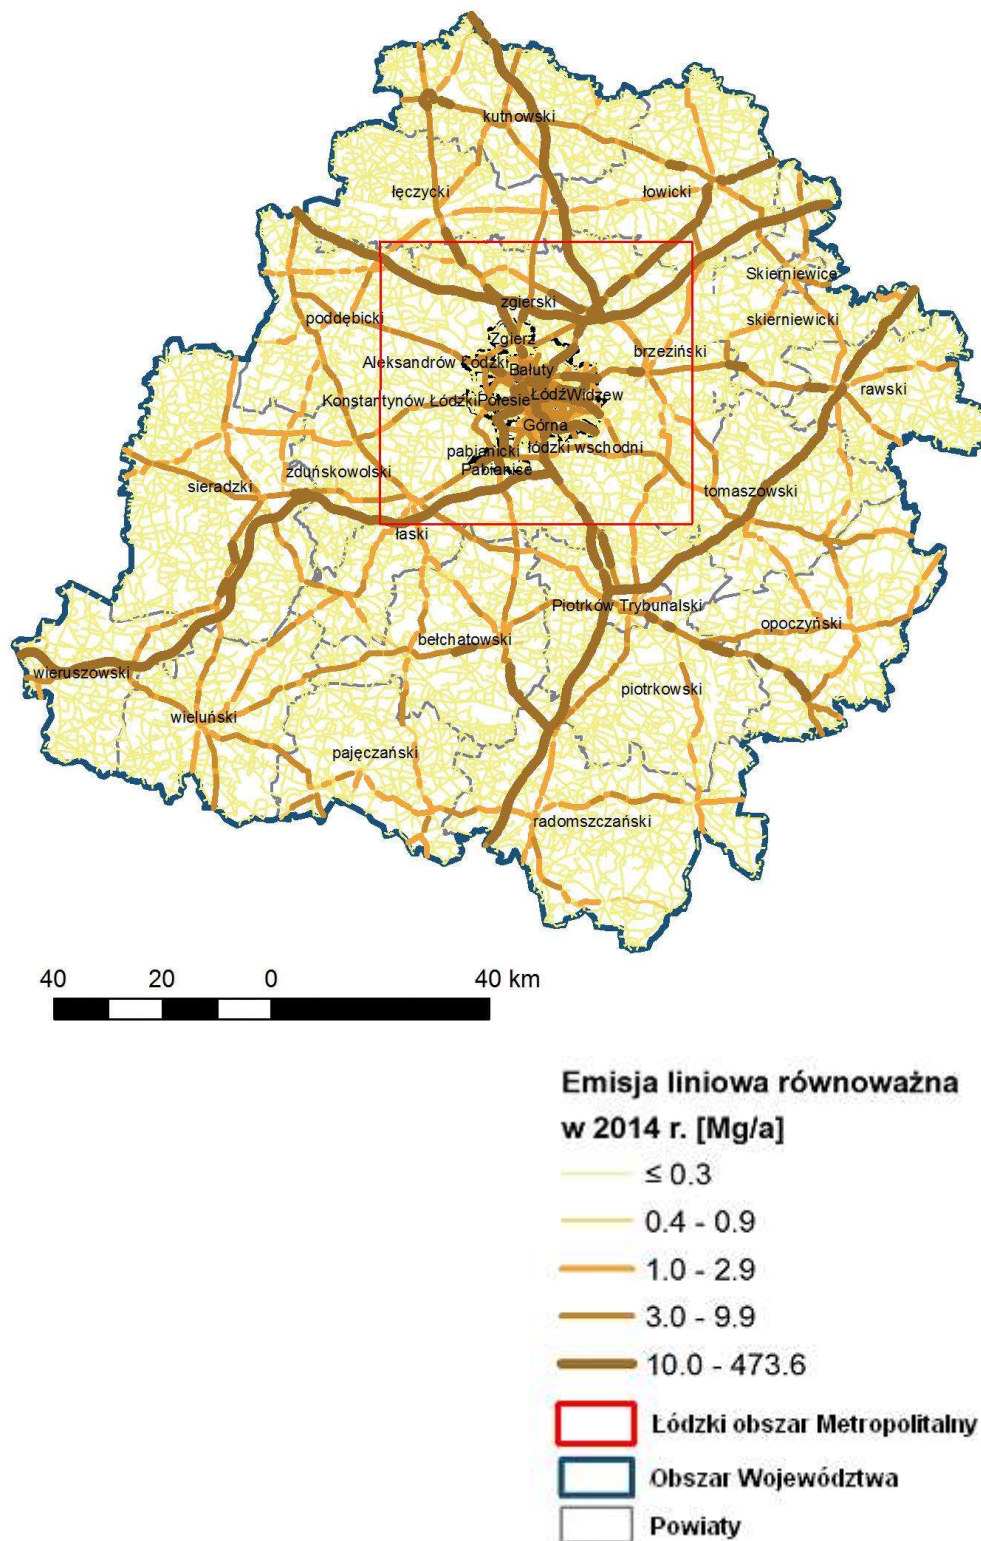 kutnowski
łęczycki
łowicki
Skierniewice
zgierski
poddębicki
skierniewicki
Zgierz
brzeziński
Aleksandrów Łódzki
Bałuty
rawski
Konstantynów Łódzki
Polesie
Łódź
Widzew
Górna
pabianicki
łódzki wschodni
Pabianice
zduńskowolski
sieradzki
tomaszowski
łaski
Piotrków Trybunalski
opoczyński
bełchatowski
wieruszowski
piotrkowski
wieluński
pajęczański
radomszczański
40 20 0 40 km
Emisja liniowa równoważna
w 2014 r. [Mg/a]
≤ 0.3
0.4 - 0.9
1.0 - 2.9
3.0 - 9.9
10.0 - 473.6
Łódzki obszar Metropolitalny
Obszar Województwa
Powiaty